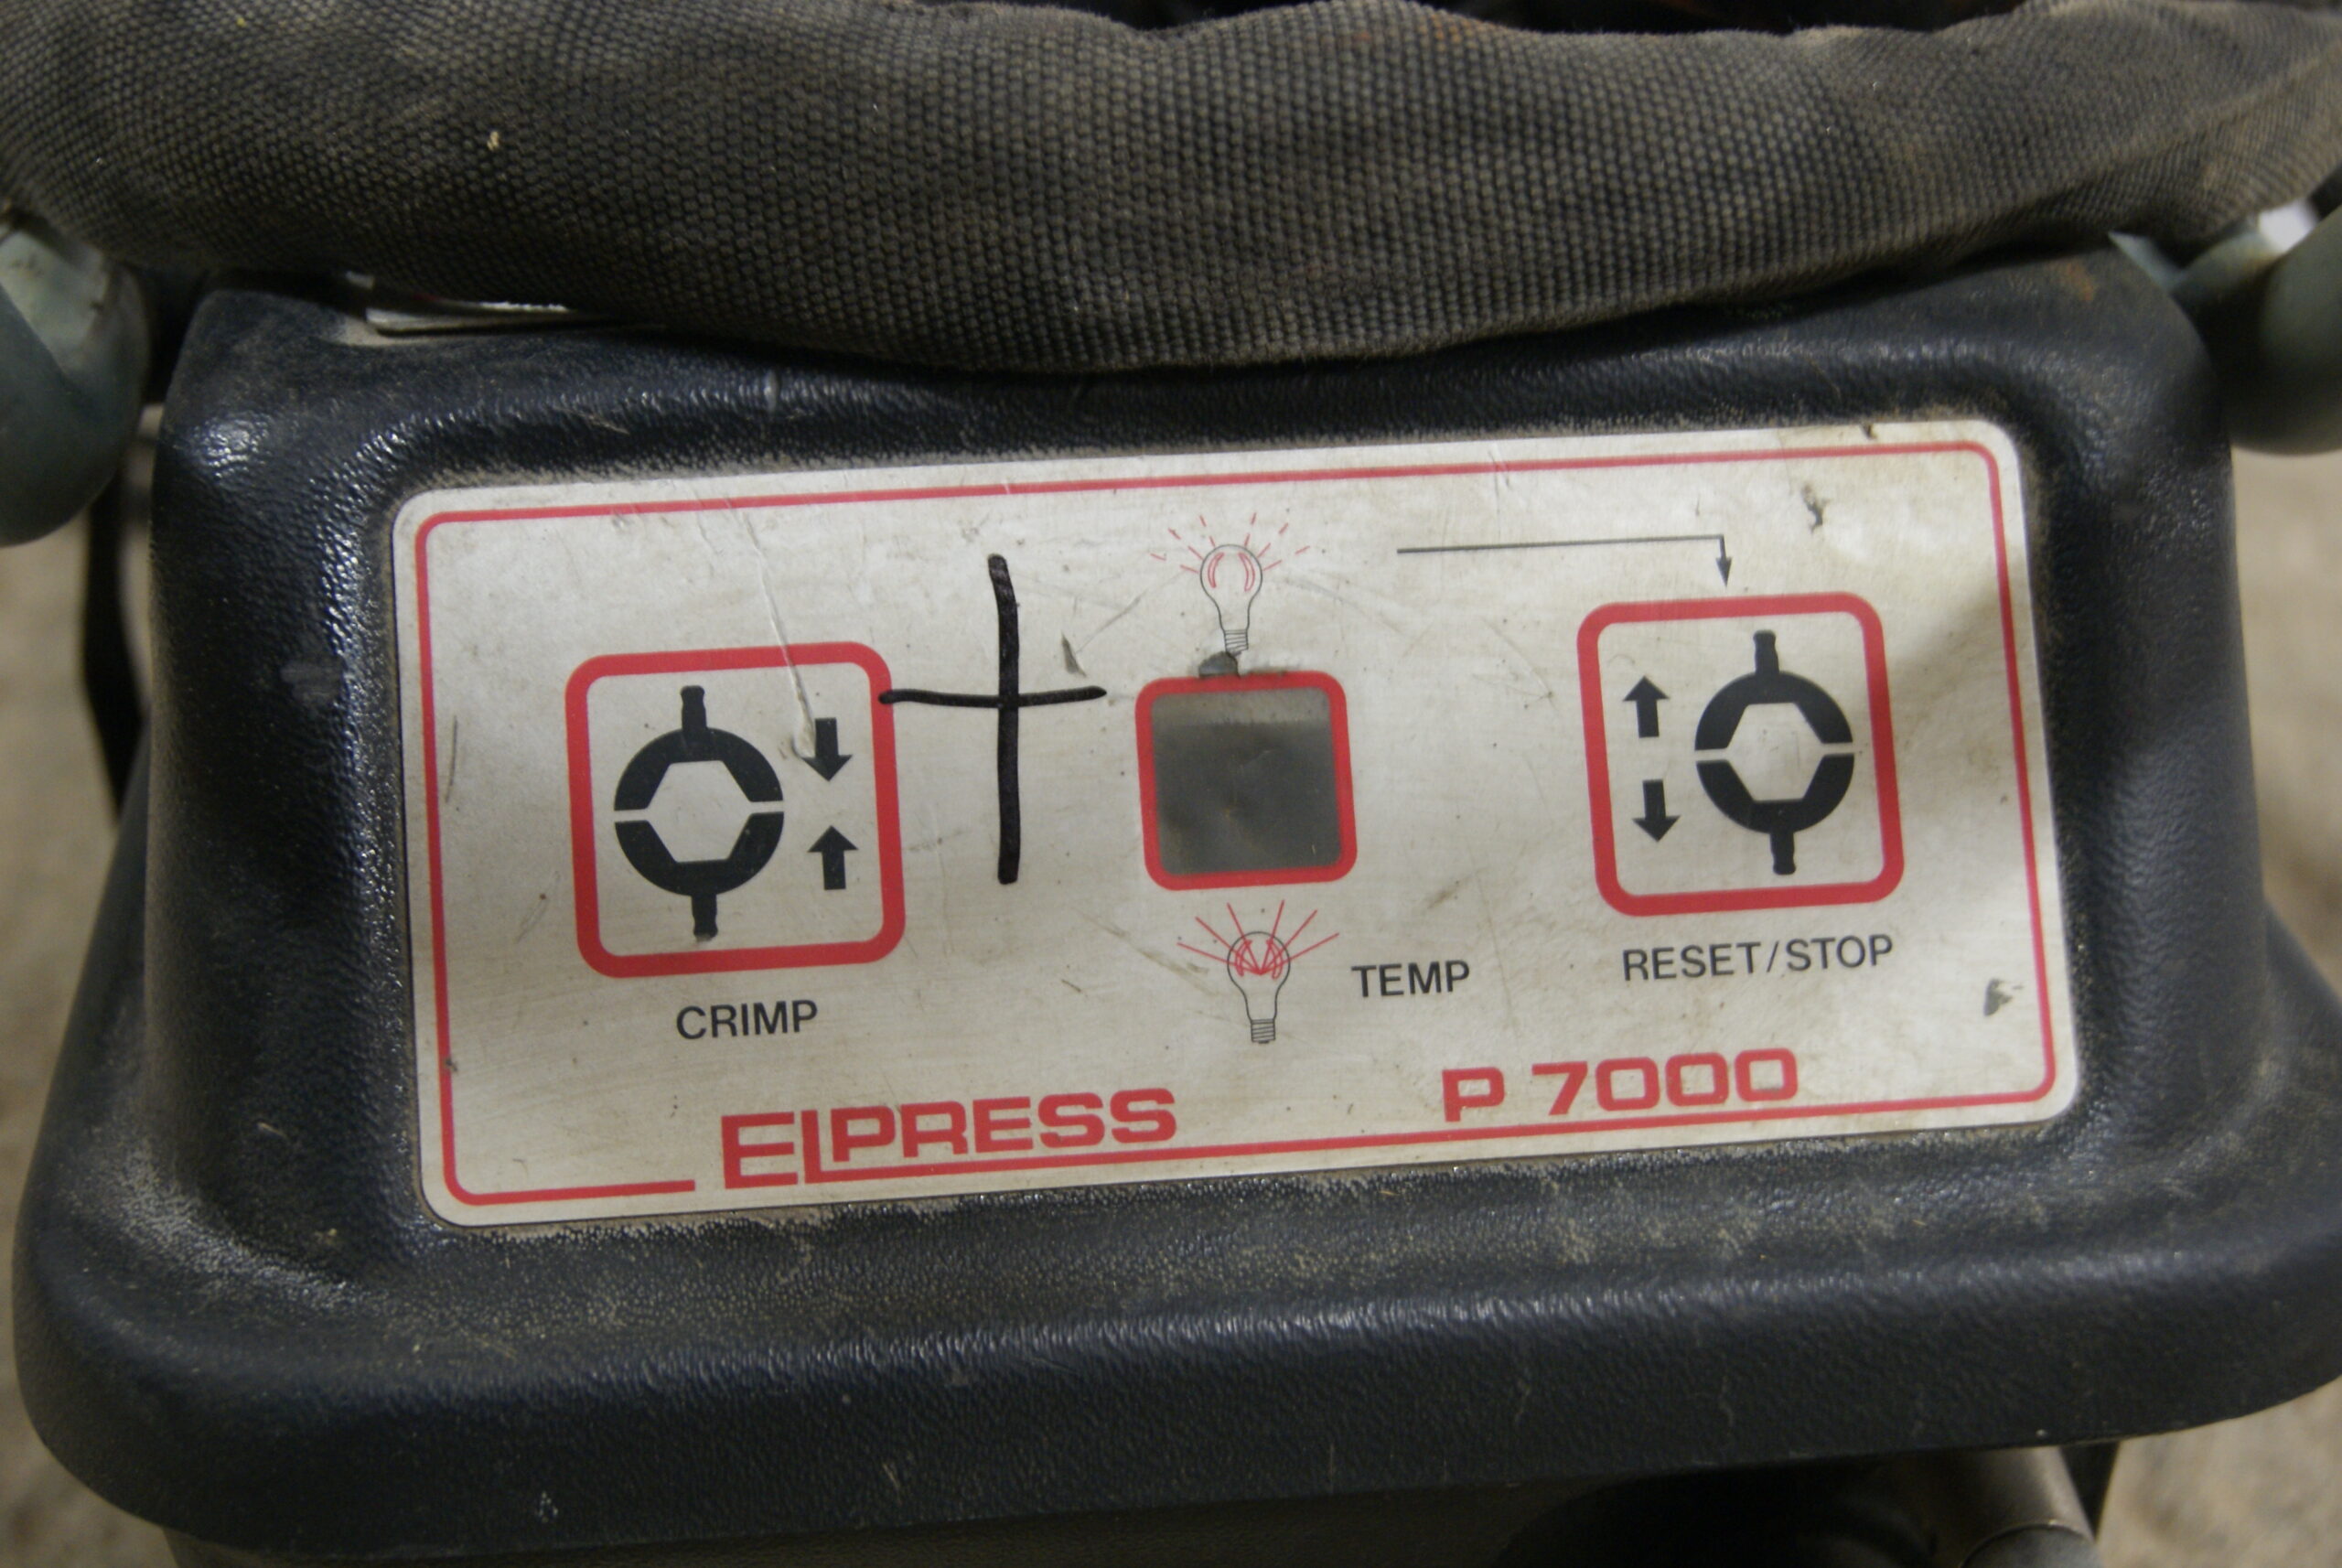 TEMP
RESET/STOP
CRIMP
ELPRESS
P 7000